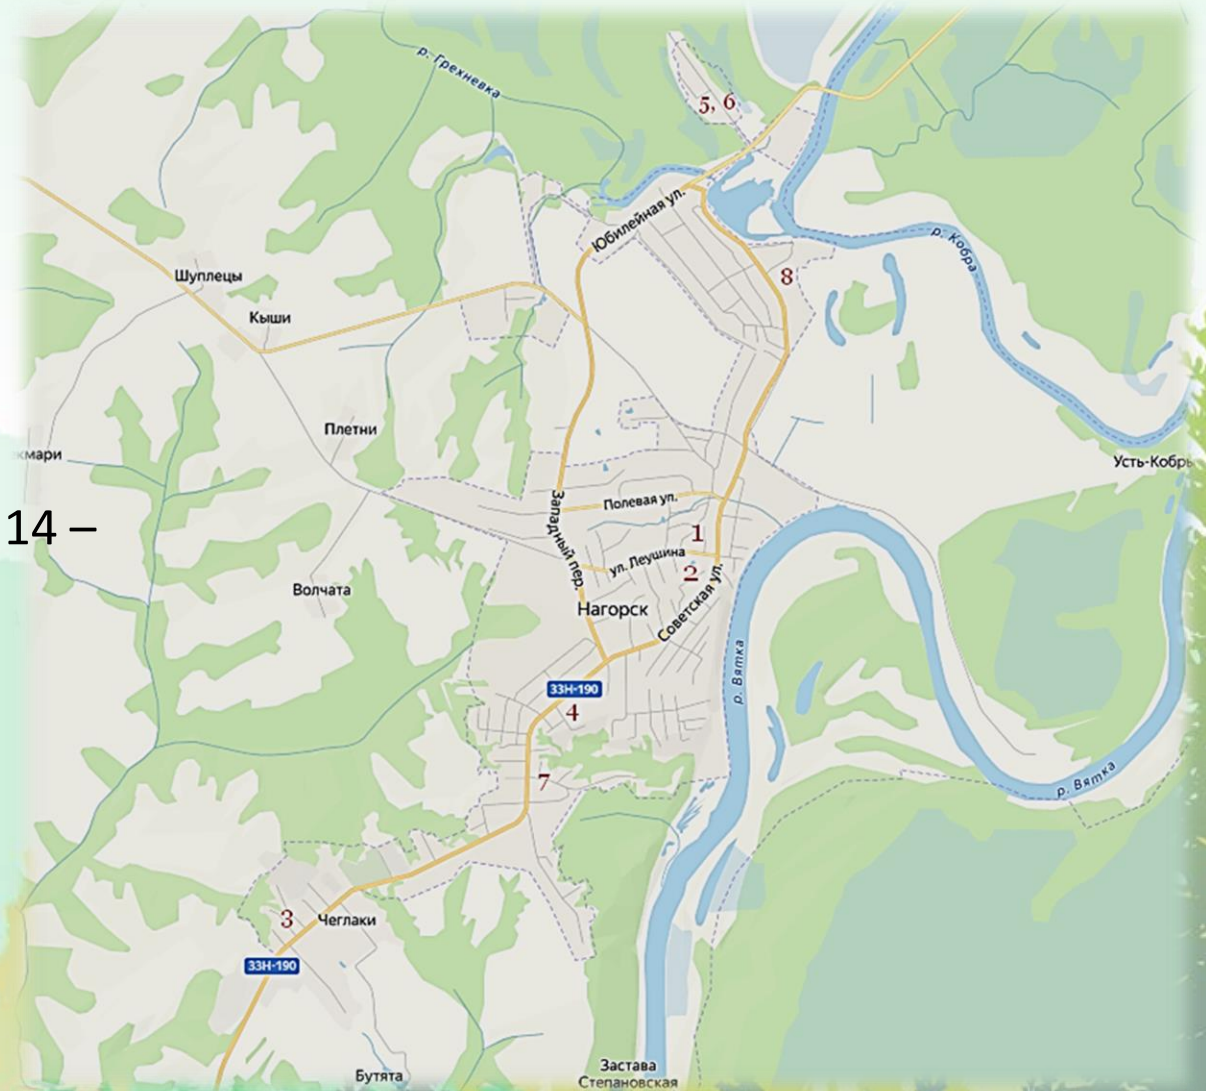 р. Грехневка
5, 6
Юбилейная ул.
р. Кобра
Шуплецы
8
Кыши
Плетни
кмари
Усть-Кобр
Западный пер.
Полевая ул.
14 –
1
ул. Леушина
2
Волчата
Нагорск
Советская ул.
р. Вятка
33Н-190
4
7
р. Вятка
3
Чеглаки
33Н-190
Застава
Степановская
Бутята